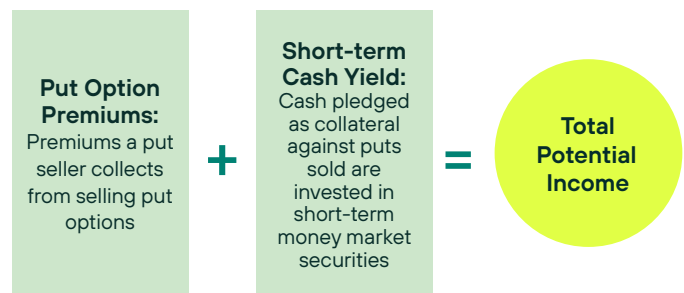 Put Option
Premiums:
Premiums a put
seller collects
from selling put
options
+
Short-term
Cash Yield:
Cash pledged
as collateral
against puts
sold are
invested in
short-term
money market
securities
=
Total
Potential
Income